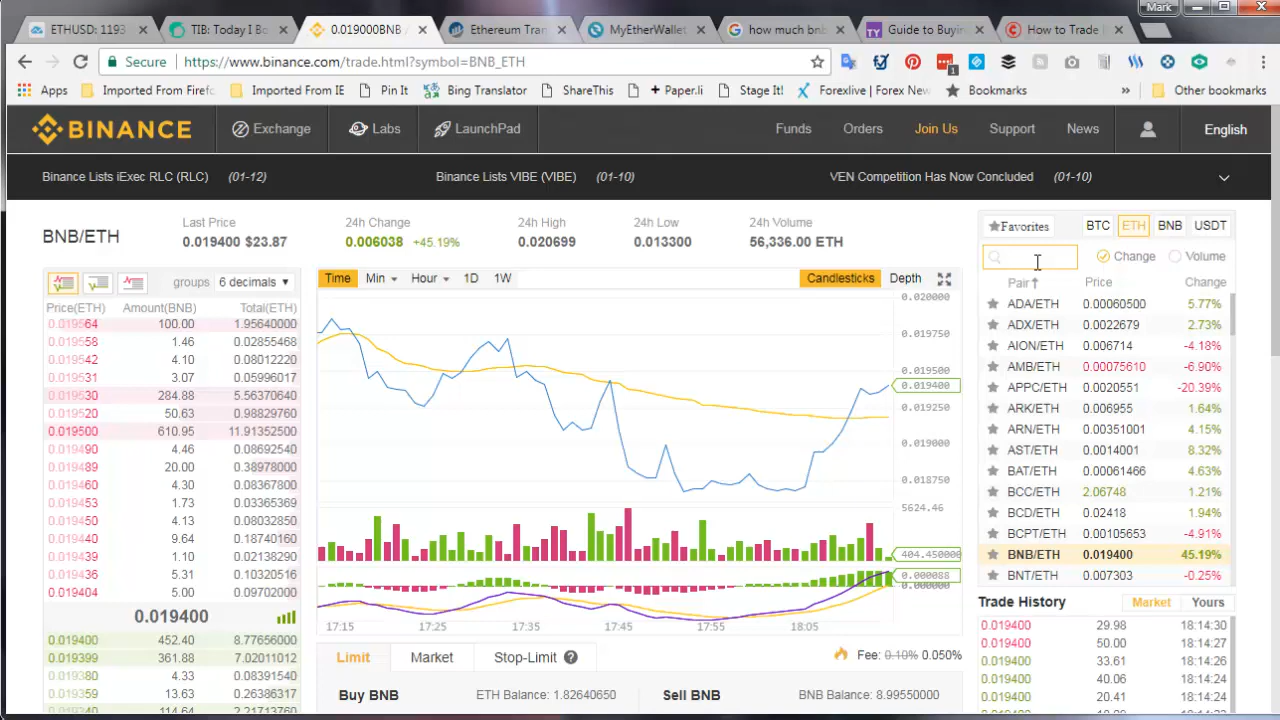 Mark
ETHUSD: 1193
TIB: Today I Bo
0.019000BNB
Ethereum Tran
MyEtherWallet
how much bnb
Guide to Buyin
How to Trade
Secure
https://www.binance.com/trade.html?symbol=BNB_ETH
1
Apps
Imported From Firefo
Imported From IE
Pin It
Bing Translator
ShareThis
+ Paper.li
Stage It!
Forexlive | Forex New
Bookmarks
»
Other bookmarks
BINANCE
Exchange
Labs
LaunchPad
Funds
Orders
Join Us
Support
News
English
Binance Lists iExec RLC (RLC) (01-12)
Binance Lists VIBE (VIBE) (01-10)
VEN Competition Has Now Concluded (01-10)
BNB/ETH
Last Price
0.019400 $23.87
24h Change
0.006038 +45.19%
24h High
0.020699
24h Low
0.013300
24h Volume
56,336.00 ETH
groups 6 decimals
Price(ETH) Amount(BNB) Total(ETH)
0.019564 100.00 1.95640000
0.019558 1.46 0.02855468
0.019542 4.10 0.08012220
0.019531 3.07 0.05996017
0.019530 284.88 5.56370640
0.019520 50.63 0.98829760
0.019500 610.95 11.91352500
0.019490 4.46 0.08692540
0.019489 20.00 0.38978000
0.019460 4.30 0.08367800
0.019453 1.73 0.03365369
0.019450 4.13 0.08032850
0.019440 9.64 0.18740160
0.019439 1.10 0.02138290
0.019436 5.31 0.10320516
0.019404 5.00 0.09702000
0.019400
0.019400 452.40 8.77656000
0.019399 361.88 7.02011012
0.019380 4.33 0.08391540
0.019359 13.63 0.26386317
0.019340 114.64 2.21713760
Time Min Hour 1D 1W
Candlesticks Depth
0.020000
0.019750
0.019500
0.019400
0.019250
0.019000
0.018750
5624.46
404.450000
0.000088
0.000000
17:15 17:25 17:35 17:45 17:55 18:05
Limit
Market
Stop-Limit ?
Fee: 0.10% 0.050%
Buy BNB
ETH Balance: 1.82640650
Sell BNB
BNB Balance: 8.99550000
Favorites
BTC ETH BNB USDT
Change Volume
Pair Price Change
ADA/ETH 0.00060500 5.77%
ADX/ETH 0.0022679 2.73%
AION/ETH 0.006714 -4.18%
AMB/ETH 0.00075610 -6.90%
APPC/ETH 0.0020551 -20.39%
ARK/ETH 0.006955 1.64%
ARN/ETH 0.00351001 4.15%
AST/ETH 0.0014001 8.32%
BAT/ETH 0.00061466 4.63%
BCC/ETH 2.06748 1.21%
BCD/ETH 0.02418 1.94%
BCPT/ETH 0.00105653 -4.91%
BNB/ETH 0.019400 45.19%
BNT/ETH 0.007303 -0.25%
Trade History
Market Yours
0.019400 29.98 18:14:30
0.019400 50.00 18:14:27
0.019400 33.61 18:14:26
0.019400 40.06 18:14:24
0.019400 20.41 18:14:24